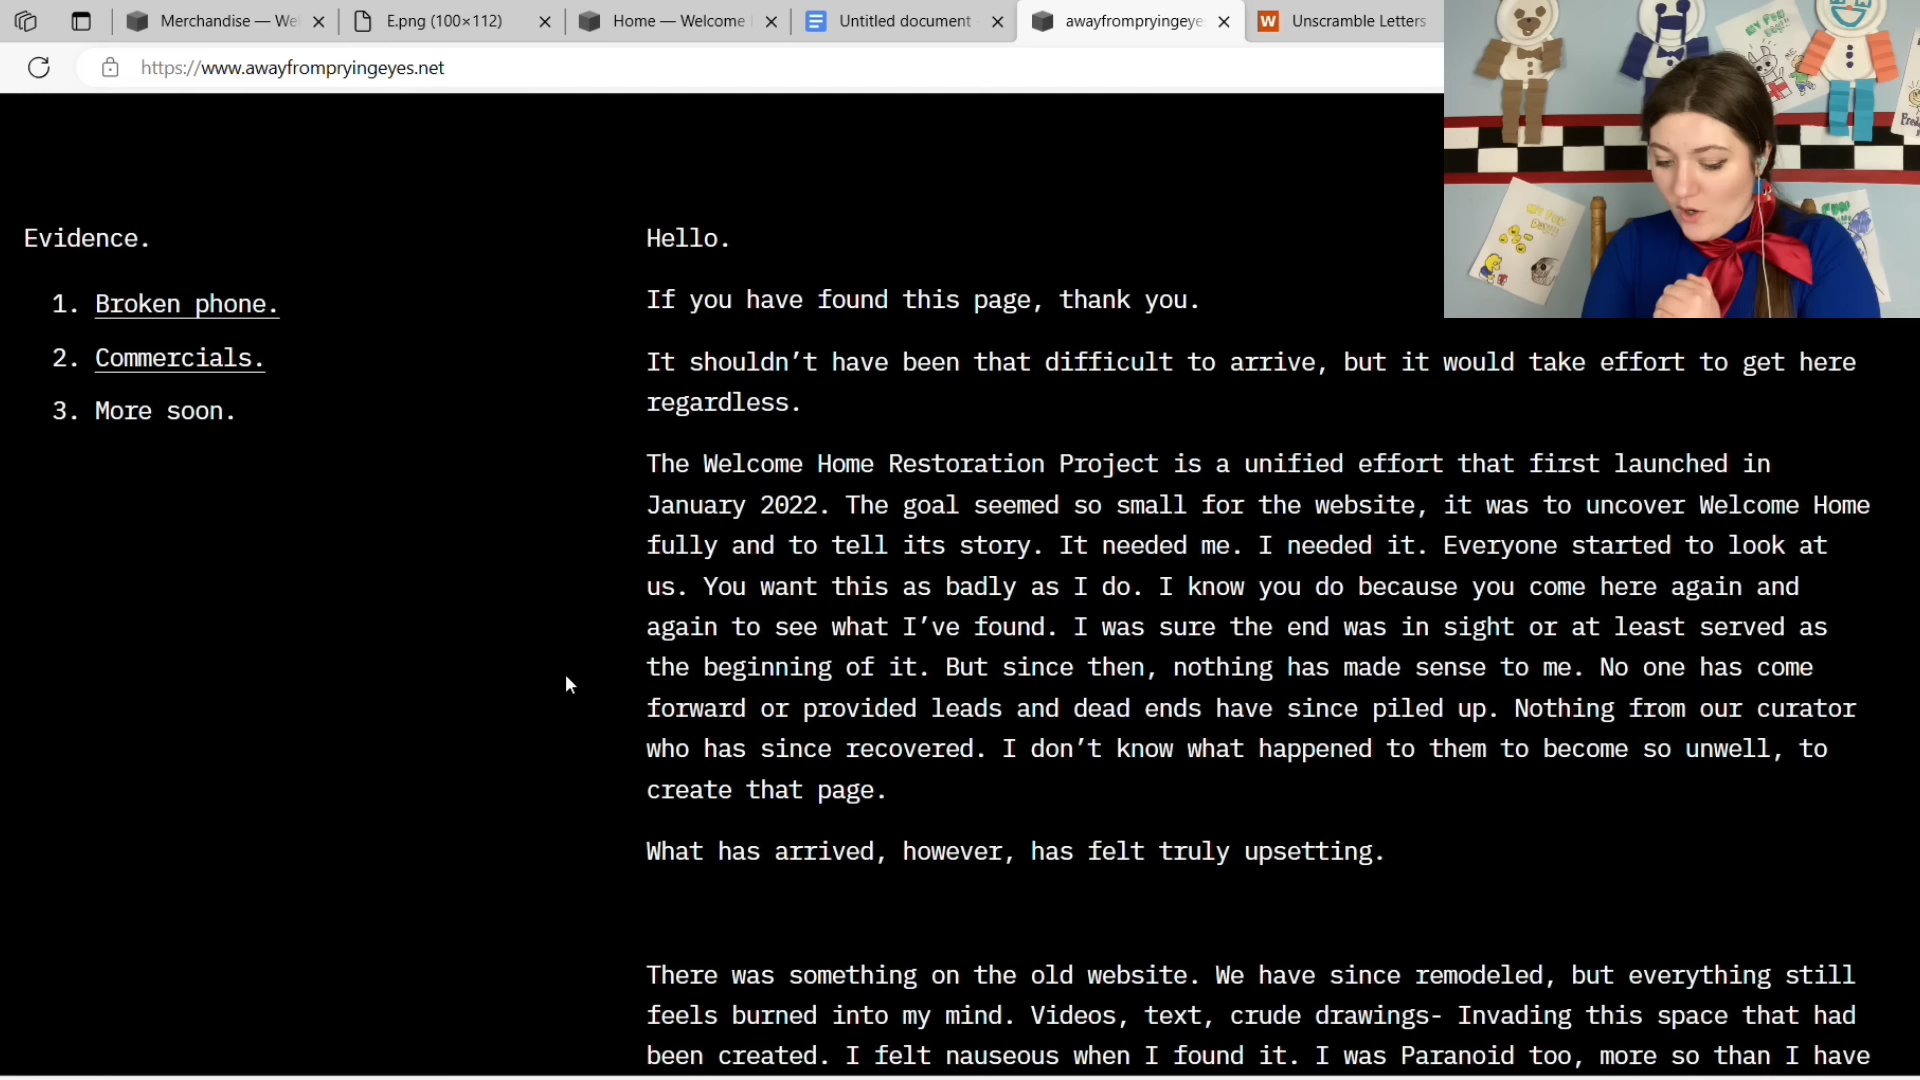 Merchandise — We
E.png (100×112)
Home — Welcome
Untitled document
awayfrompryingeye
Unscramble Letters
https://www.awayfrompryingeyes.net
Evidence.
1. Broken phone.
2. Commercials.
3. More soon.
Hello.
If you have found this page, thank you.
It shouldn’t have been that difficult to arrive, but it would take effort to get here
regardless.
The Welcome Home Restoration Project is a unified effort that first launched in
January 2022. The goal seemed so small for the website, it was to uncover Welcome Home
fully and to tell its story. It needed me. I needed it. Everyone started to look at
us. You want this as badly as I do. I know you do because you come here again and
again to see what I’ve found. I was sure the end was in sight or at least served as
the beginning of it. But since then, nothing has made sense to me. No one has come
forward or provided leads and dead ends have since piled up. Nothing from our curator
who has since recovered. I don’t know what happened to them to become so unwell, to
create that page.
What has arrived, however, has felt truly upsetting.
There was something on the old website. We have since remodeled, but everything still
feels burned into my mind. Videos, text, crude drawings- Invading this space that had
been created. I felt nauseous when I found it. I was Paranoid too, more so than I have